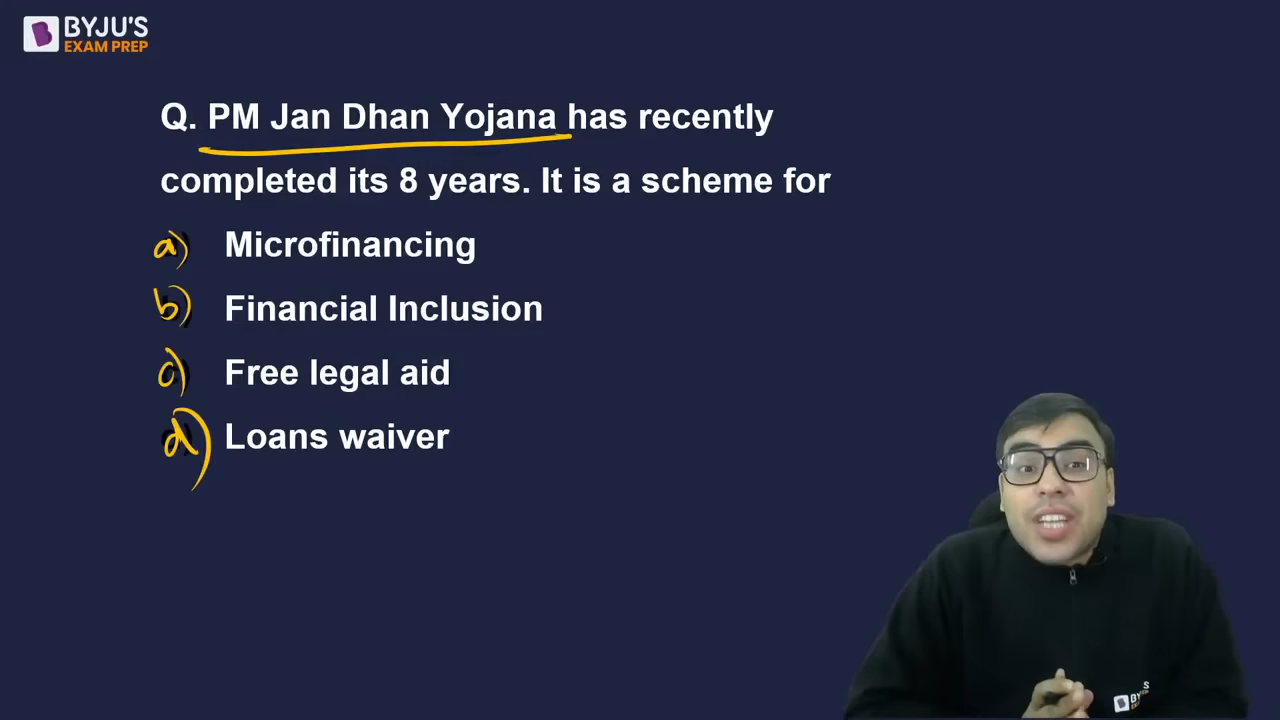 BYJU'S
EXAM PREP
Q. PM Jan Dhan Yojana has recently
completed its 8 years. It is a scheme for
a) Microfinancing
b) Financial Inclusion
c) Free legal aid
d) Loans waiver